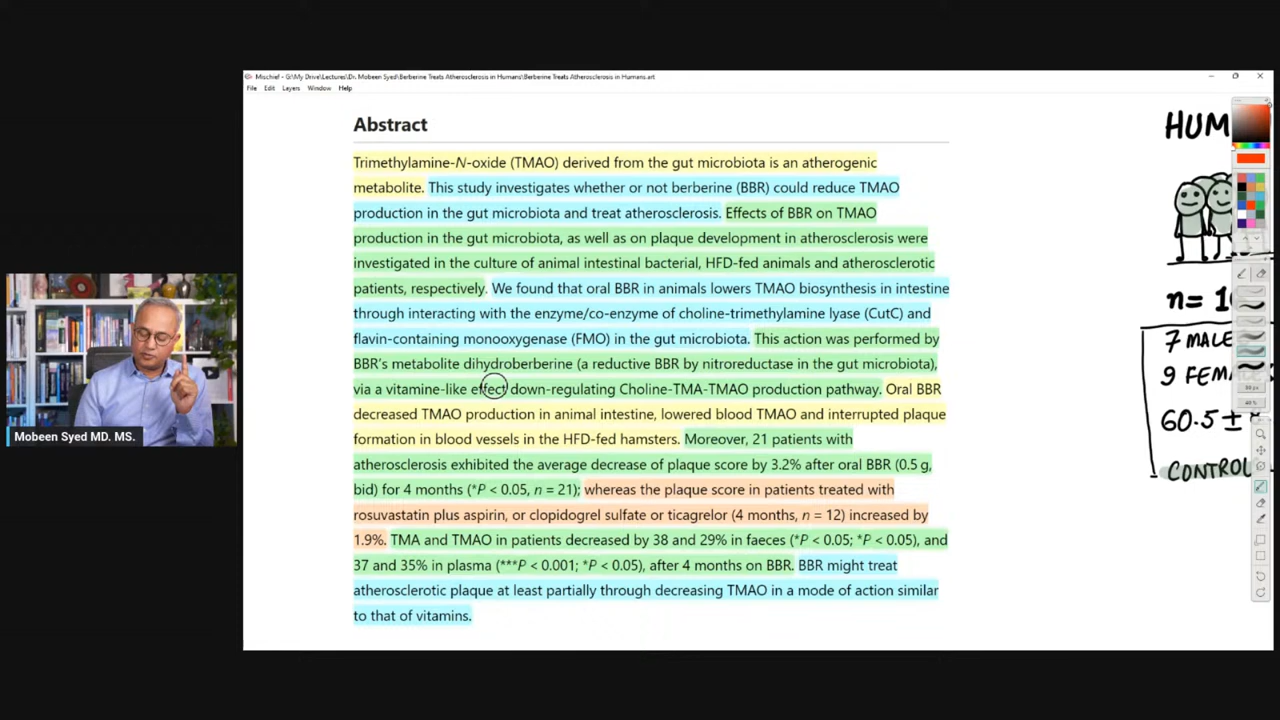 Mischief - G:\My Drive\Lectures\Dr. Mobeen Syed\Berberine Treats Atherosclerosis in Humans\Berberine Treats Atherosclerosis in Humans.art
File Edit Layers Window Help
Abstract
Trimethylamine-N-oxide (TMAO) derived from the gut microbiota is an atherogenic
metabolite. This study investigates whether or not berberine (BBR) could reduce TMAO
production in the gut microbiota and treat atherosclerosis. Effects of BBR on TMAO
production in the gut microbiota, as well as on plaque development in atherosclerosis were
investigated in the culture of animal intestinal bacterial, HFD-fed animals and atherosclerotic
patients, respectively. We found that oral BBR in animals lowers TMAO biosynthesis in intestine
through interacting with the enzyme/co-enzyme of choline-trimethylamine lyase (CutC) and
flavin-containing monooxygenase (FMO) in the gut microbiota. This action was performed by
BBR's metabolite dihydroberberine (a reductive BBR by nitroreductase in the gut microbiota),
via a vitamine-like effect down-regulating Choline-TMA-TMAO production pathway. Oral BBR
decreased TMAO production in animal intestine, lowered blood TMAO and interrupted plaque
formation in blood vessels in the HFD-fed hamsters. Moreover, 21 patients with
atherosclerosis exhibited the average decrease of plaque score by 3.2% after oral BBR (0.5 g,
bid) for 4 months (*P < 0.05, n = 21); whereas the plaque score in patients treated with
rosuvastatin plus aspirin, or clopidogrel sulfate or ticagrelor (4 months, n = 12) increased by
1.9%. TMA and TMAO in patients decreased by 38 and 29% in faeces (*P < 0.05; *P < 0.05), and
37 and 35% in plasma (***P < 0.001; *P < 0.05), after 4 months on BBR. BBR might treat
atherosclerotic plaque at least partially through decreasing TMAO in a mode of action similar
to that of vitamins.
HUM
n= 1
7 MALE
9 FEM
60.5 ±
CONTROL
Mobeen Syed MD. MS.